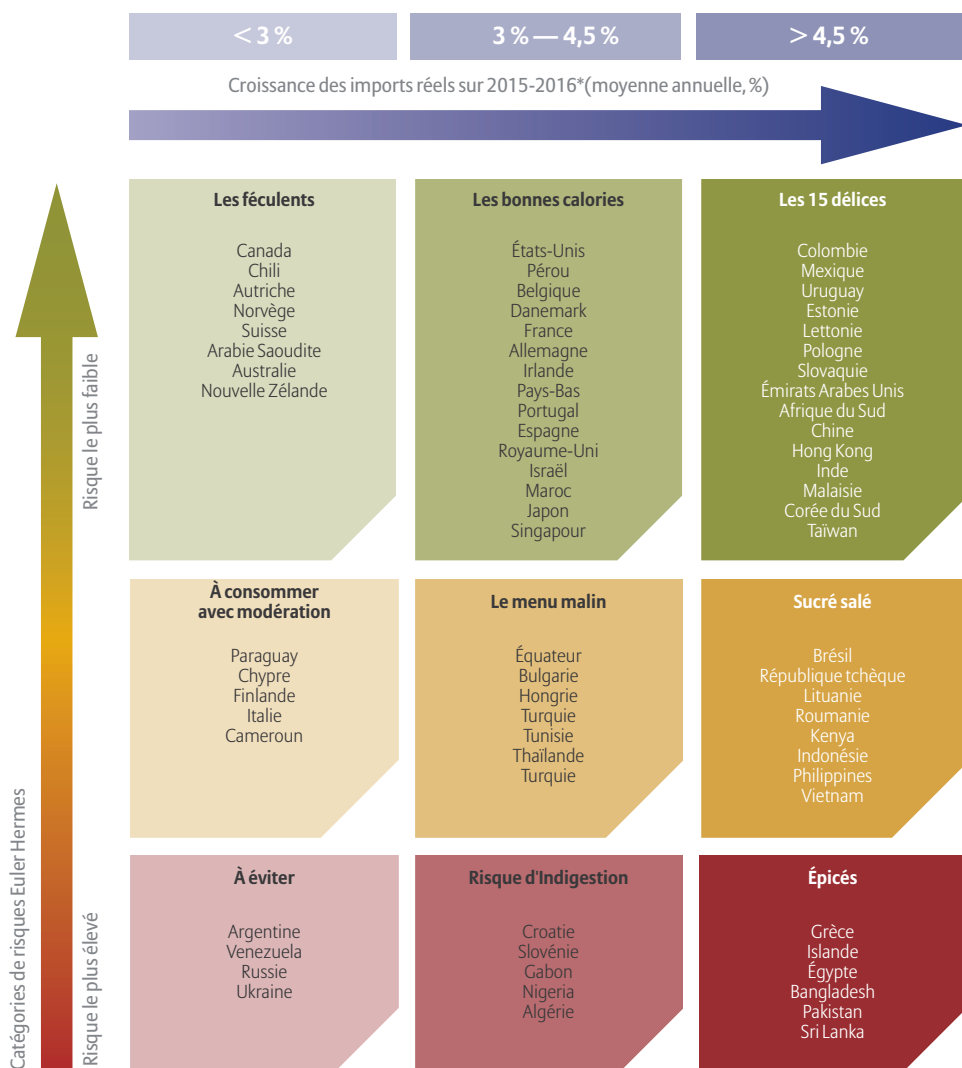 < 3 %
3 % — 4,5 %
> 4,5 %
Croissance des imports réels sur 2015-2016*(moyenne annuelle, %)
Catégories de risques Euler Hermes
Risque le plus faible
Risque le plus élevé
Les féculents
Canada
Chili
Autriche
Norvège
Suisse
Arabie Saoudite
Australie
Nouvelle Zélande
Les bonnes calories
États-Unis
Pérou
Belgique
Danemark
France
Allemagne
Irlande
Pays-Bas
Portugal
Espagne
Royaume-Uni
Israël
Maroc
Japon
Singapour
Les 15 délices
Colombie
Mexique
Uruguay
Estonie
Lettonie
Pologne
Slovaquie
Émirats Arabes Unis
Afrique du Sud
Chine
Hong Kong
Inde
Malaisie
Corée du Sud
Taïwan
À consommer
avec modération
Paraguay
Chypre
Finlande
Italie
Cameroun
Le menu malin
Équateur
Bulgarie
Hongrie
Turquie
Tunisie
Thaïlande
Turquie
Sucré salé
Brésil
République tchèque
Lituanie
Roumanie
Kenya
Indonésie
Philippines
Vietnam
À éviter
Argentine
Venezuela
Russie
Ukraine
Risque d'Indigestion
Croatie
Slovénie
Gabon
Nigeria
Algérie
Épicés
Grèce
Islande
Égypte
Bangladesh
Pakistan
Sri Lanka